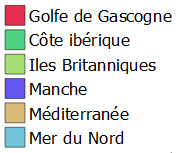 Golfe de Gascogne
Côte ibérique
Iles Britanniques
Manche
Méditerranée
Mer du Nord